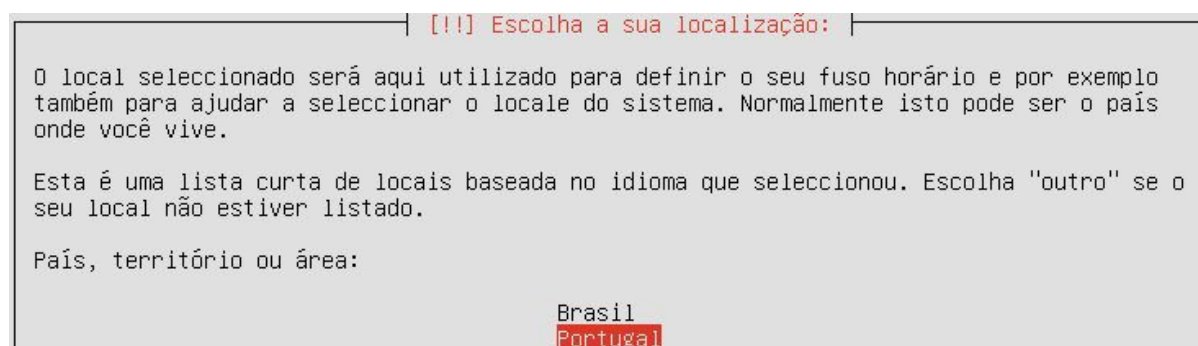 [!!] Escolha a sua localização:
O local seleccionado será aqui utilizado para definir o seu fuso horário e por exemplo
também para ajudar a seleccionar o locale do sistema. Normalmente isto pode ser o país
onde você vive.
Esta é uma lista curta de locais baseada no idioma que seleccionou. Escolha "outro" se o
seu local não estiver listado.
País, território ou área:
Brasil
Portugal